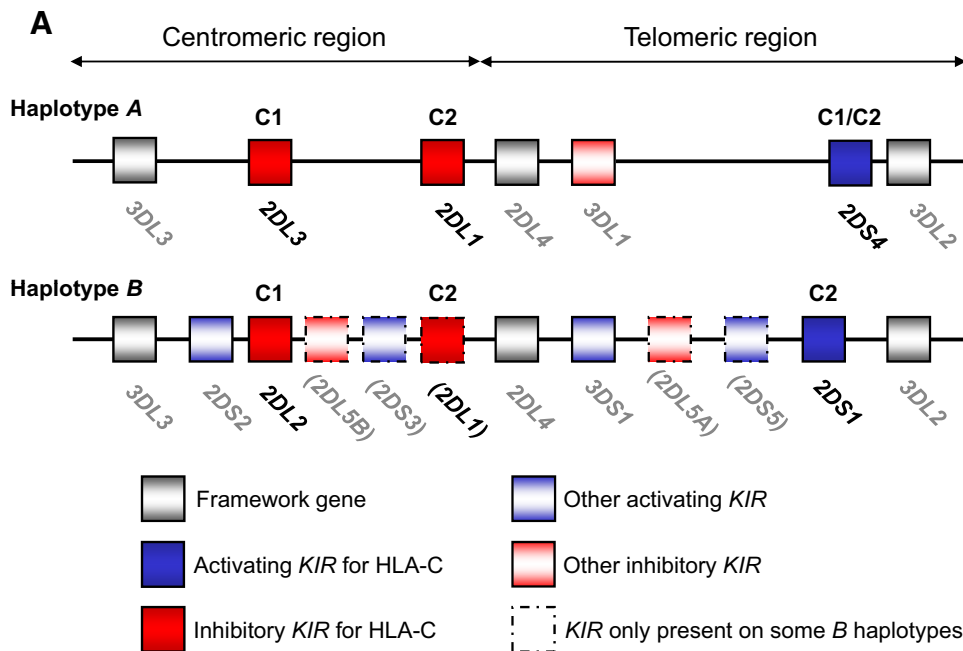 A
Centromeric region Telomeric region
Haplotype A
C1 C2 C1/C2
3DL3 2DL3 2DL1 2DL4 3DL1 2DS4 3DL2
Haplotype B
C1 C2 C2
3DL3 2DS2 2DL2 (2DL5B) (2DS3) (2DL1) 2DL4 3DS1 (2DL5A) (2DS5) 2DS1 3DL2
Framework gene Other activating KIR
Activating KIR for HLA-C Other inhibitory KIR
Inhibitory KIR for HLA-C KIR only present on some B haplotypes